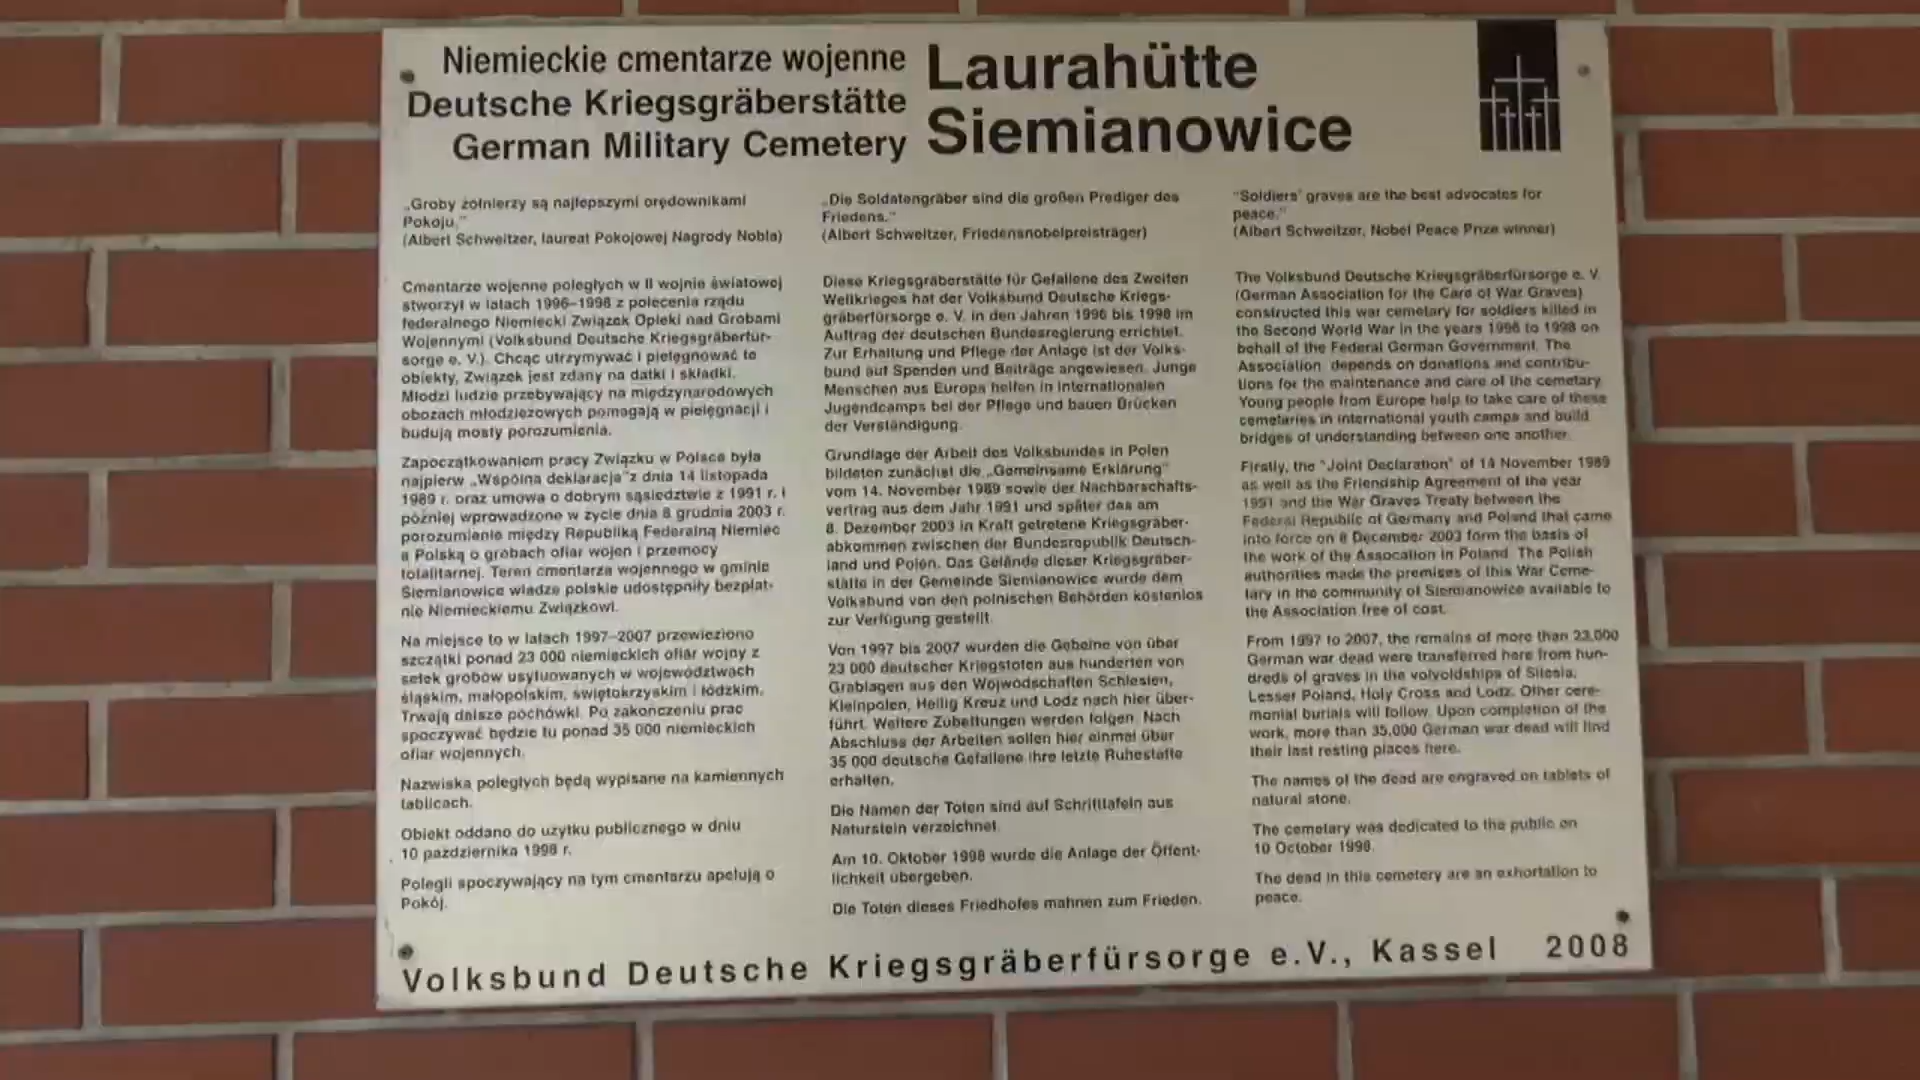 Niemieckie cmentarze wojenne
Deutsche Kriegsgräberstätte
German Military Cemetery
Laurahütte
Siemianowice
„Groby żołnierzy są najlepszymi orędownikami
Pokoju."
(Albert Schweitzer, laureat Pokojowej Nagrody Nobla)
Cmentarze wojenne poległych w II wojnie światowej
stworzył w latach 1996–1998 z polecenia rządu
federalnego Niemiecki Związek Opieki nad Grobami
Wojennymi (Volksbund Deutsche Kriegsgräberfür-
sorge e. V.). Chcąc utrzymywać i pielęgnować te
obiekty, Związek jest zdany na datki i składki.
Młodzi ludzie przebywający na międzynarodowych
obozach młodzieżowych pomagają w pielęgnacji i
budują mosty porozumienia.
Zapoczątkowaniem pracy Związku w Polsce była
najpierw „Wspólna deklaracja"z dnia 14 listopada
1989 r. oraz umowa o dobrym sąsiedztwie z 1991 r. i
później wprowadzone w życie dnia 8 grudnia 2003 r.
porozumienie między Republiką Federalną Niemiec
a Polską o grobach ofiar wojen i przemocy
totalitarnej. Teren cmentarza wojennego w gminie
Siemianowice władze polskie udostępniły bezpłat-
nie Niemieckiemu Związkowi.
Na miejsce to w latach 1997–2007 przewieziono
szczątki ponad 23 000 niemieckich ofiar wojny z
setek grobów usytuowanych w województwach
śląskim, małopolskim, świętokrzyskim i łódzkim.
Trwają dalsze pochówki. Po zakończeniu prac
spoczywać będzie tu ponad 35 000 niemieckich
ofiar wojennych.
Nazwiska poległych będą wypisane na kamiennych
tablicach.
Obiekt oddano do użytku publicznego w dniu
10 października 1998 r.
Polegli spoczywający na tym cmentarzu apelują o
Pokój.
„Die Soldatengräber sind die großen Prediger des
Friedens."
(Albert Schweitzer, Friedensnobelpreisträger)
Diese Kriegsgräberstätte für Gefallene des Zweiten
Weltkrieges hat der Volksbund Deutsche Kriegs-
gräberfürsorge e. V. in den Jahren 1996 bis 1998 im
Auftrag der deutschen Bundesregierung errichtet.
Zur Erhaltung und Pflege der Anlage ist der Volks-
bund auf Spenden und Beiträge angewiesen. Junge
Menschen aus Europa helfen in internationalen
Jugendcamps bei der Pflege und bauen Brücken
der Verständigung.
Grundlage der Arbeit des Volksbundes in Polen
bildeten zunächst die „Gemeinsame Erklärung"
vom 14. November 1989 sowie der Nachbarschafts-
vertrag aus dem Jahr 1991 und später das am
8. Dezember 2003 in Kraft getretene Kriegsgräber-
abkommen zwischen der Bundesrepublik Deutsch-
land und Polen. Das Gelände dieser Kriegsgräber-
stätte in der Gemeinde Siemianowice wurde dem
Volksbund von den polnischen Behörden kostenlos
zur Verfügung gestellt.
Von 1997 bis 2007 wurden die Gebeine von über
23 000 deutscher Kriegstoten aus hunderten von
Grablagen aus den Wojwodschaften Schlesien,
Kleinpolen, Heilig Kreuz und Lodz nach hier über-
führt. Weitere Zubettungen werden folgen. Nach
Abschluss der Arbeiten sollen hier einmal über
35 000 deutsche Gefallene ihre letzte Ruhestätte
erhalten.
Die Namen der Toten sind auf Schrifttafeln aus
Naturstein verzeichnet.
Am 10. Oktober 1998 wurde die Anlage der Öffent-
lichkeit übergeben.
Die Toten dieses Friedhofes mahnen zum Frieden.
"Soldiers' graves are the best advocates for
peace."
(Albert Schweitzer, Nobel Peace Prize winner)
The Volksbund Deutsche Kriegsgräberfürsorge e. V.
(German Association for the Care of War Graves)
constructed this war cemetary for soldiers killed in
the Second World War in the years 1996 to 1998 on
behalf of the Federal German Government. The
Association depends on donations and contribu-
tions for the maintenance and care of the cemetary.
Young people from Europe help to take care of these
cemetaries in international youth camps and build
bridges of understanding between one another.
Firstly, the "Joint Declaration" of 14 November 1989
as well as the Friendship Agreement of the year
1991 and the War Graves Treaty between the
Federal Republic of Germany and Poland that came
into force on 8 December 2003 form the basis of
the work of the Assocation in Poland. The Polish
authorities made the premises of this War Ceme-
tary in the community of Siemianowice available to
the Association free of cost.
From 1997 to 2007, the remains of more than 23,000
German war dead were transferred here from hun-
dreds of graves in the voivoldships of Silesia,
Lesser Poland, Holy Cross and Lodz. Other cere-
monial burials will follow. Upon completion of the
work, more than 35,000 German war dead will find
their last resting places here.
The names of the dead are engraved on tablets of
natural stone.
The cemetary was dedicated to the public on
10 October 1998.
The dead in this cemetery are an exhortation to
peace.
Volksbund Deutsche Kriegsgräberfürsorge e.V., Kassel 2008